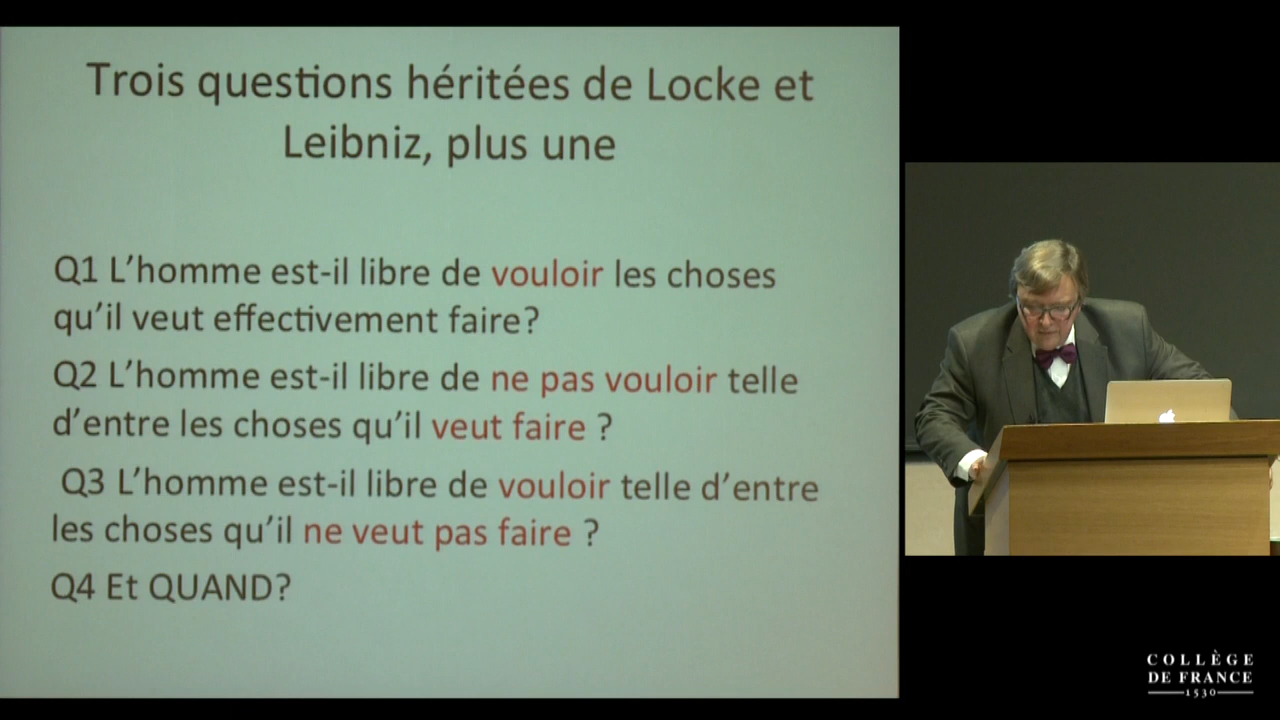 Trois questions héritées de Locke et
Leibniz, plus une
Q1 L’homme est-il libre de vouloir les choses
qu’il veut effectivement faire?
Q2 L’homme est-il libre de ne pas vouloir telle
d’entre les choses qu’il veut faire ?
Q3 L’homme est-il libre de vouloir telle d’entre
les choses qu’il ne veut pas faire ?
Q4 Et QUAND?
COLLÈGE
DE FRANCE
1530